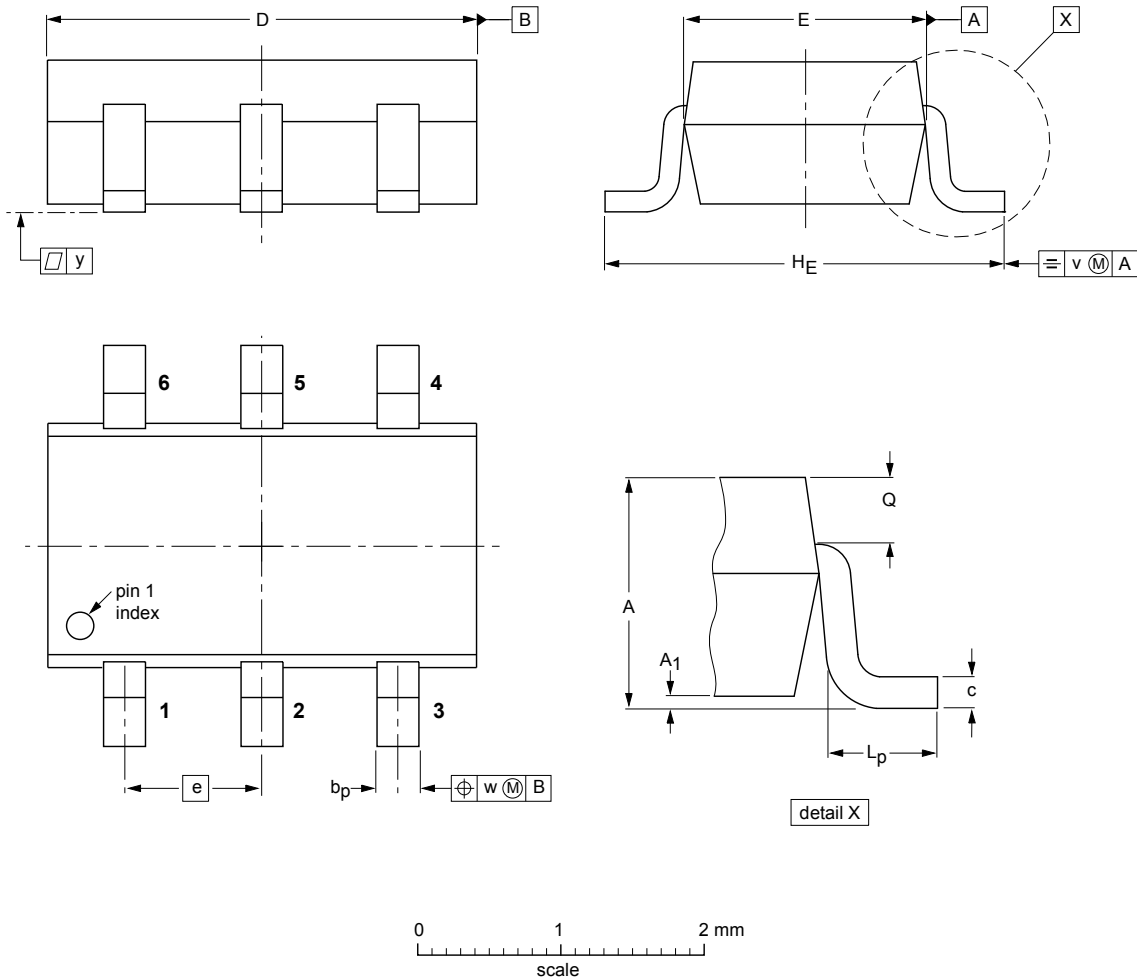 D
B
E
A
X
y
HE
v Ⓜ A
6
5
4
pin 1
index
1
2
3
e
bp
w Ⓜ B
Q
A
A1
c
Lp
detail X
0 1 2 mm
scale